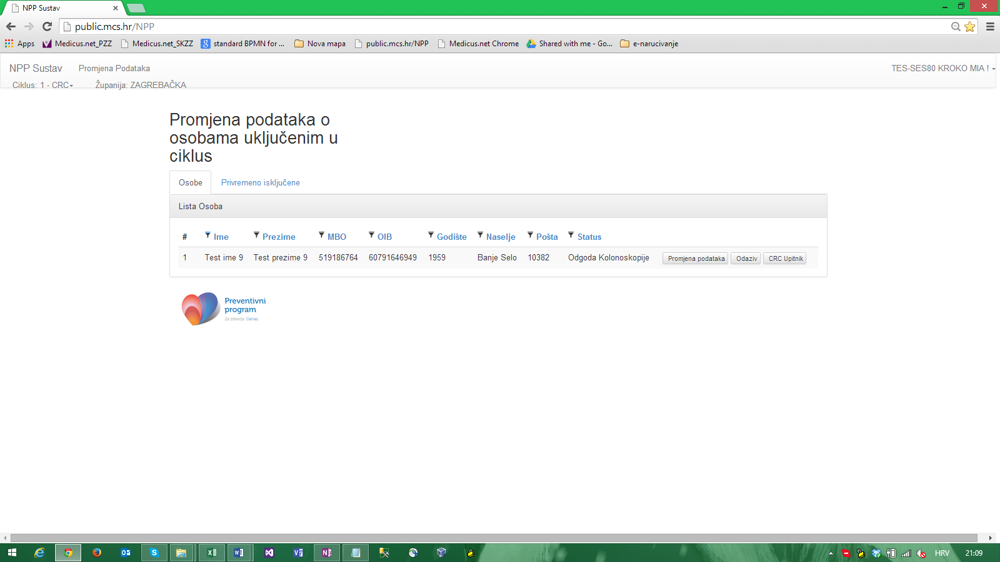 NPP Sustav
public.mcs.hr/NPP
Apps Medicus.net_PZZ Medicus.net_SKZZ standard BPMN for ... Nova mapa public.mcs.hr/NPP Medicus.net Chrome Shared with me - Go... e-narucivanje
NPP Sustav Promjena Podataka TES-SES80 KROKO MIA !
Ciklus: 1 - CRC Županija: ZAGREBAČKA
Promjena podataka o
osobama uključenim u
ciklus
Osobe Privremeno isključene
Lista Osoba
# Ime Prezime MBO OIB Godište Naselje Pošta Status
1 Test ime 9 Test prezime 9 519186764 60791646949 1959 Banje Selo 10382 Odgoda Kolonoskopije Promjena podataka Odaziv CRC Upitnik
Preventivni
program
Za zdravlje. Danas.
HRV 21:09